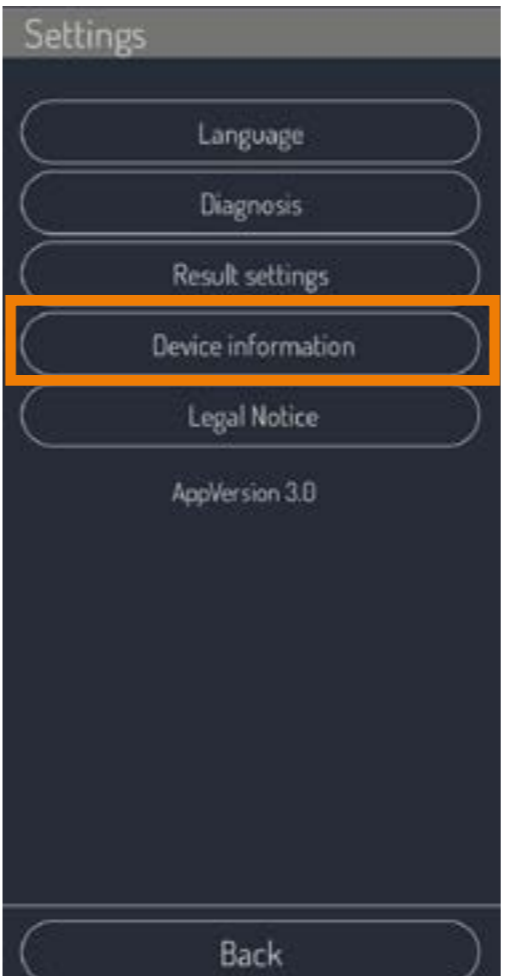 Settings
Language
Diagnosis
Result settings
Device information
Legal Notice
AppVersion 3.0
Back